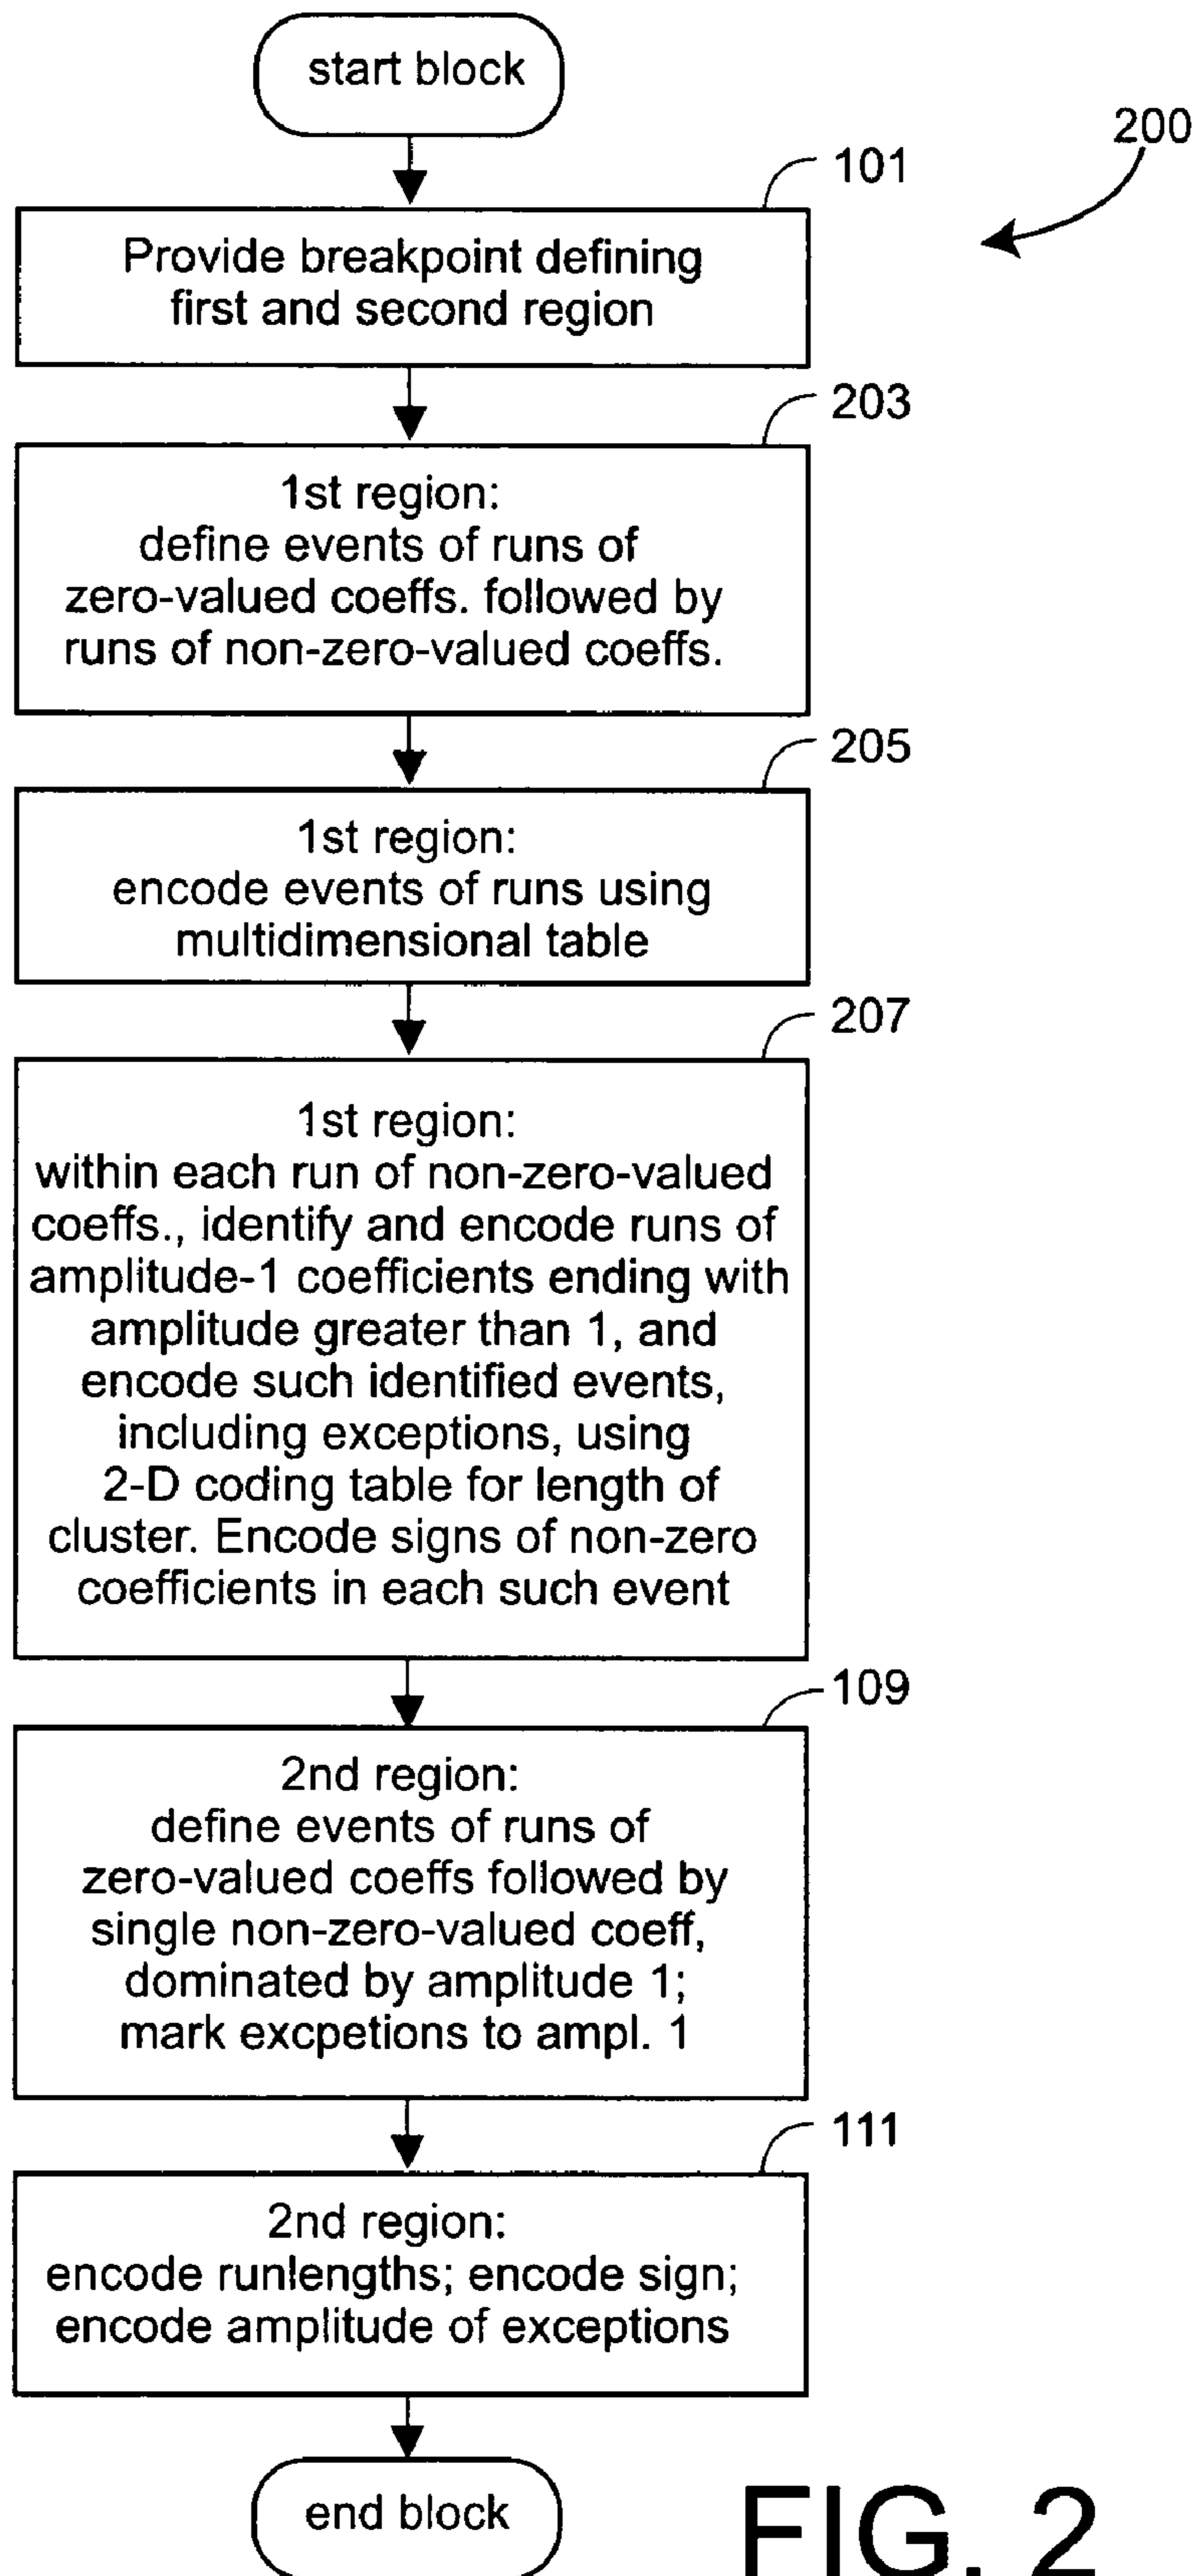 start block
200
101
Provide breakpoint defining
first and second region
203
1st region:
define events of runs of
zero-valued coeffs. followed by
runs of non-zero-valued coeffs.
205
1st region:
encode events of runs using
multidimensional table
207
1st region:
within each run of non-zero-valued
coeffs., identify and encode runs of
amplitude-1 coefficients ending with
amplitude greater than 1, and
encode such identified events,
including exceptions, using
2-D coding table for length of
cluster. Encode signs of non-zero
coefficients in each such event
109
2nd region:
define events of runs of
zero-valued coeffs followed by
single non-zero-valued coeff,
dominated by amplitude 1;
mark excpetions to ampl. 1
111
2nd region:
encode runlengths; encode sign;
encode amplitude of exceptions
end block
FIG. 2